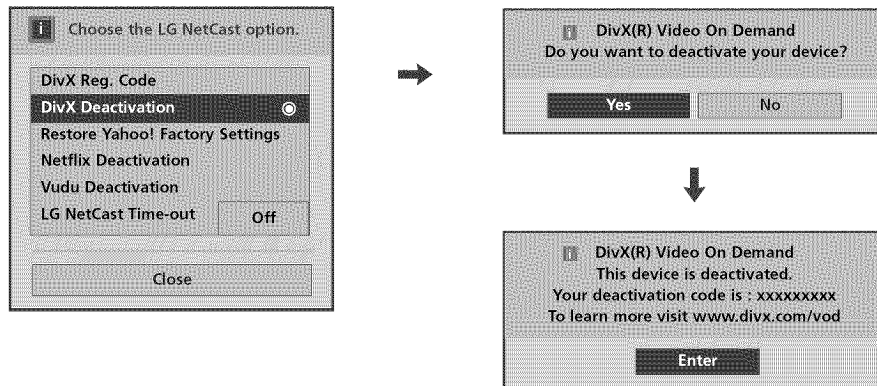 Choose the LG NetCast option.
DivX Reg. Code
DivX Deactivation
Restore Yahoo! Factory Settings
Netflix Deactivation
Vudu Deactivation
LG NetCast Time-out Off
Close
DivX(R) Video On Demand
Do you want to deactivate your device?
Yes No
DivX(R) Video On Demand
This device is deactivated.
Your deactivation code is : xxxxxxxxx
To learn more visit www.divx.com/vod
Enter